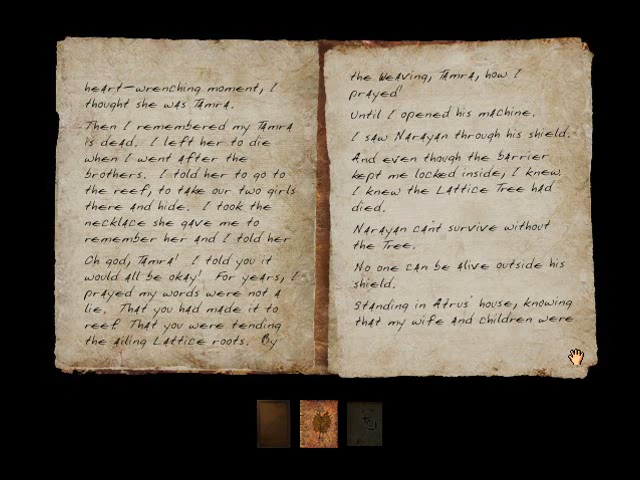 heart-wrenching moment, I
thought she was Tamra.
Then I remembered my Tamra
is dead. I left her to die
when I went after the
brothers. I told her to go to
the reef, to take our two girls
there and hide. I took the
necklace she gave me to
remember her and I told her
Oh god, Tamra! I told you it
would all be okay! For years, I
prayed my words were not a
lie. That you had made it to
reef. That you were tending
the ailing Lattice roots. By
the Weaving, Tamra, how I
prayed!
Until I opened his machine.
I saw Narayan through his shield.
And even though the barrier
kept me locked inside, I knew.
I knew the Lattice Tree had
died.
Narayan can't survive without
the Tree.
No one can be alive outside his
shield.
Standing in Atrus' house, knowing
that my wife and children were